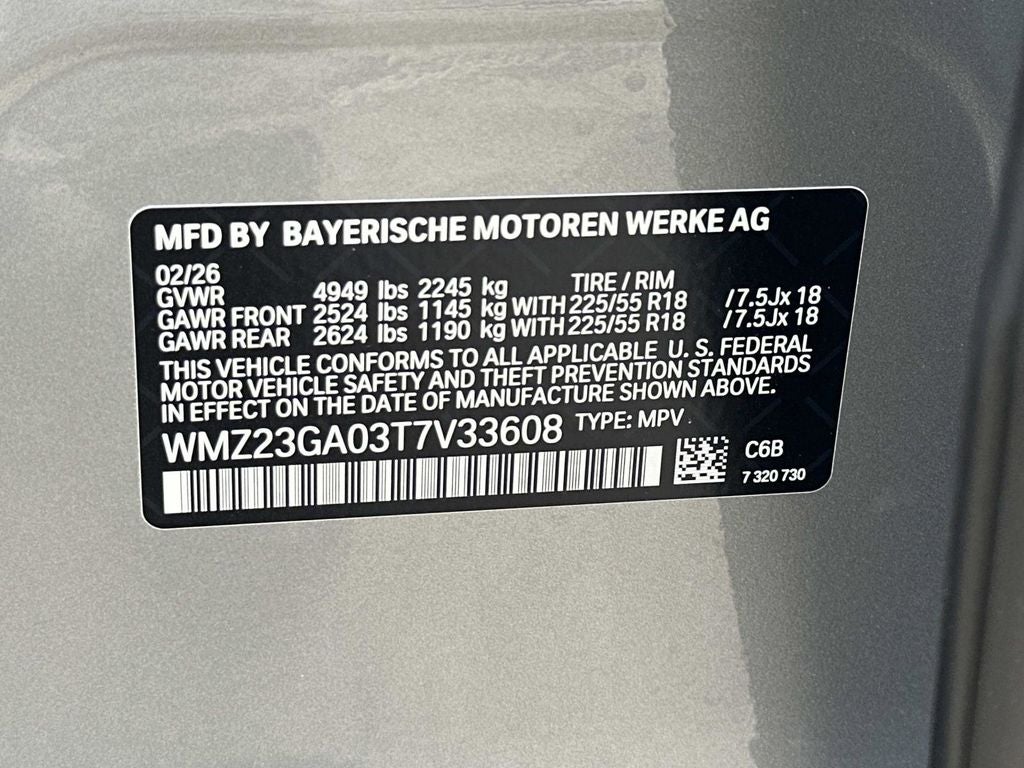 MFD BY BAYERISCHE MOTOREN WERKE AG
02/26 TIRE / RIM
GVWR 4949 lbs 2245 kg
GAWR FRONT 2524 lbs 1145 kg WITH 225/55 R18 /7.5Jx 18
GAWR REAR 2624 lbs 1190 kg WITH 225/55 R18 /7.5Jx 18
THIS VEHICLE CONFORMS TO ALL APPLICABLE U. S. FEDERAL
MOTOR VEHICLE SAFETY AND THEFT PREVENTION STANDARDS
IN EFFECT ON THE DATE OF MANUFACTURE SHOWN ABOVE.
WMZ23GA03T7V33608 TYPE: MPV
C6B
7 320 730